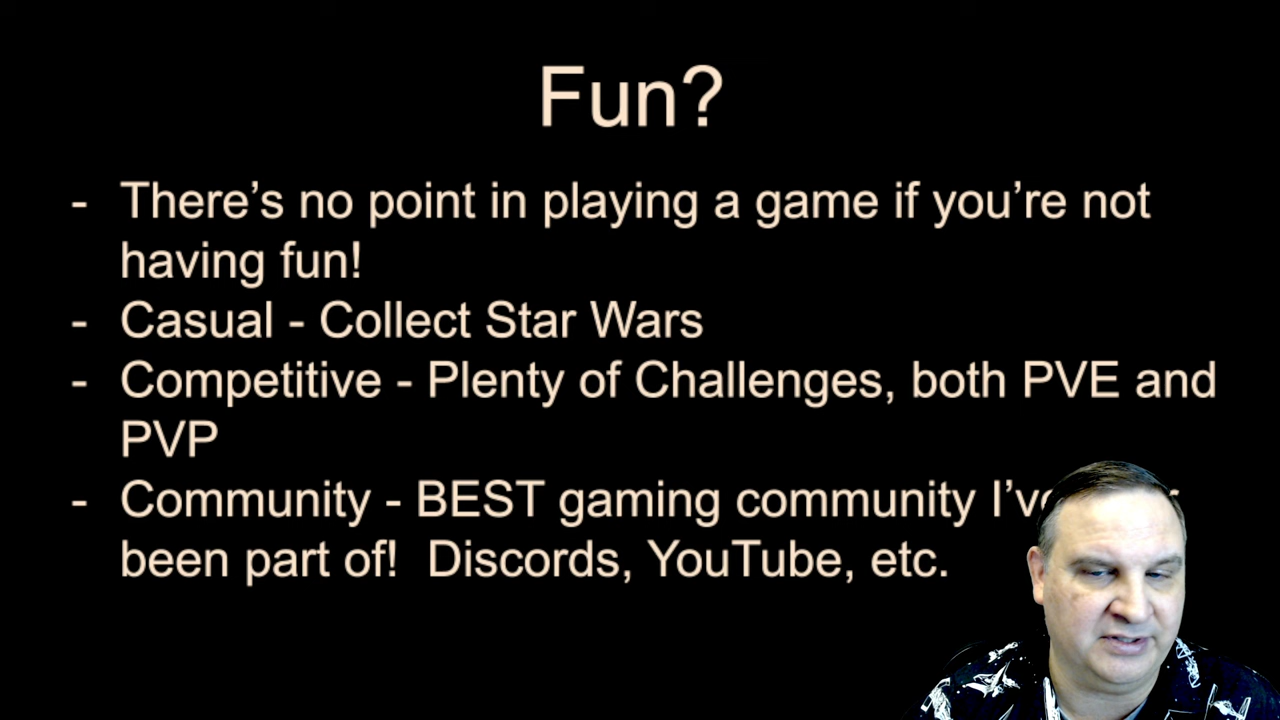 Fun?
- There’s no point in playing a game if you’re not
having fun!
- Casual - Collect Star Wars
- Competitive - Plenty of Challenges, both PVE and
PVP
- Community - BEST gaming community
been part of!  Discords, YouTube, etc.